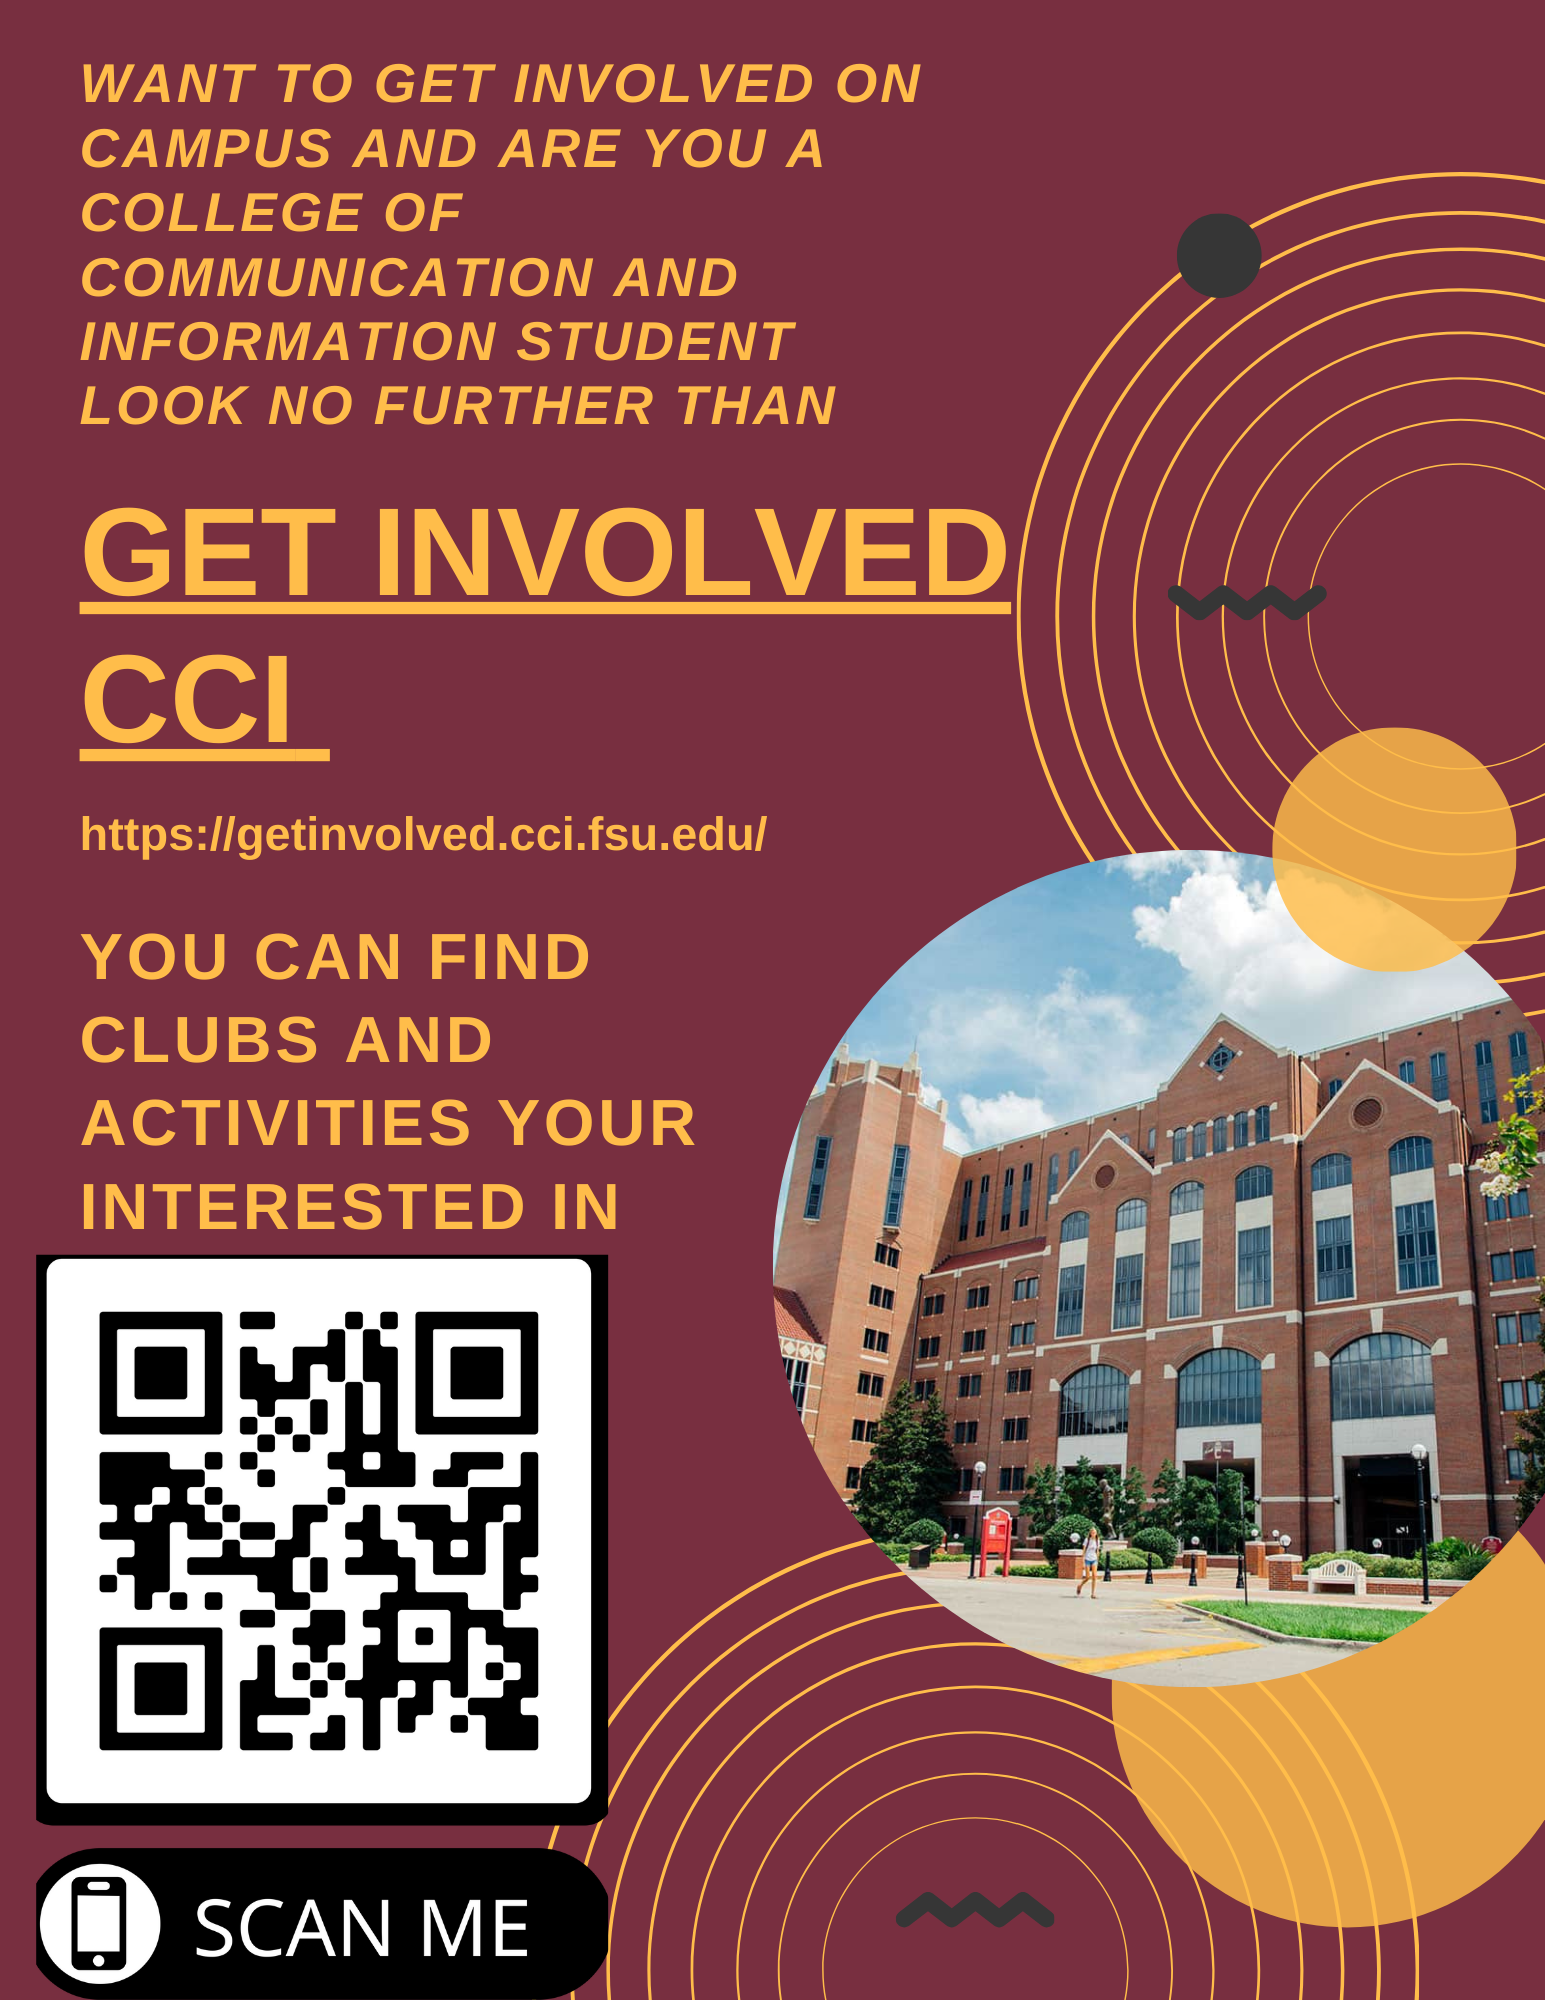 WANT TO GET INVOLVED ON
CAMPUS AND ARE YOU A
COLLEGE OF
COMMUNICATION AND
INFORMATION STUDENT
LOOK NO FURTHER THAN
GET INVOLVED
CCI
https://getinvolved.cci.fsu.edu/
YOU CAN FIND
CLUBS AND
ACTIVITIES YOUR
INTERESTED IN
SCAN ME